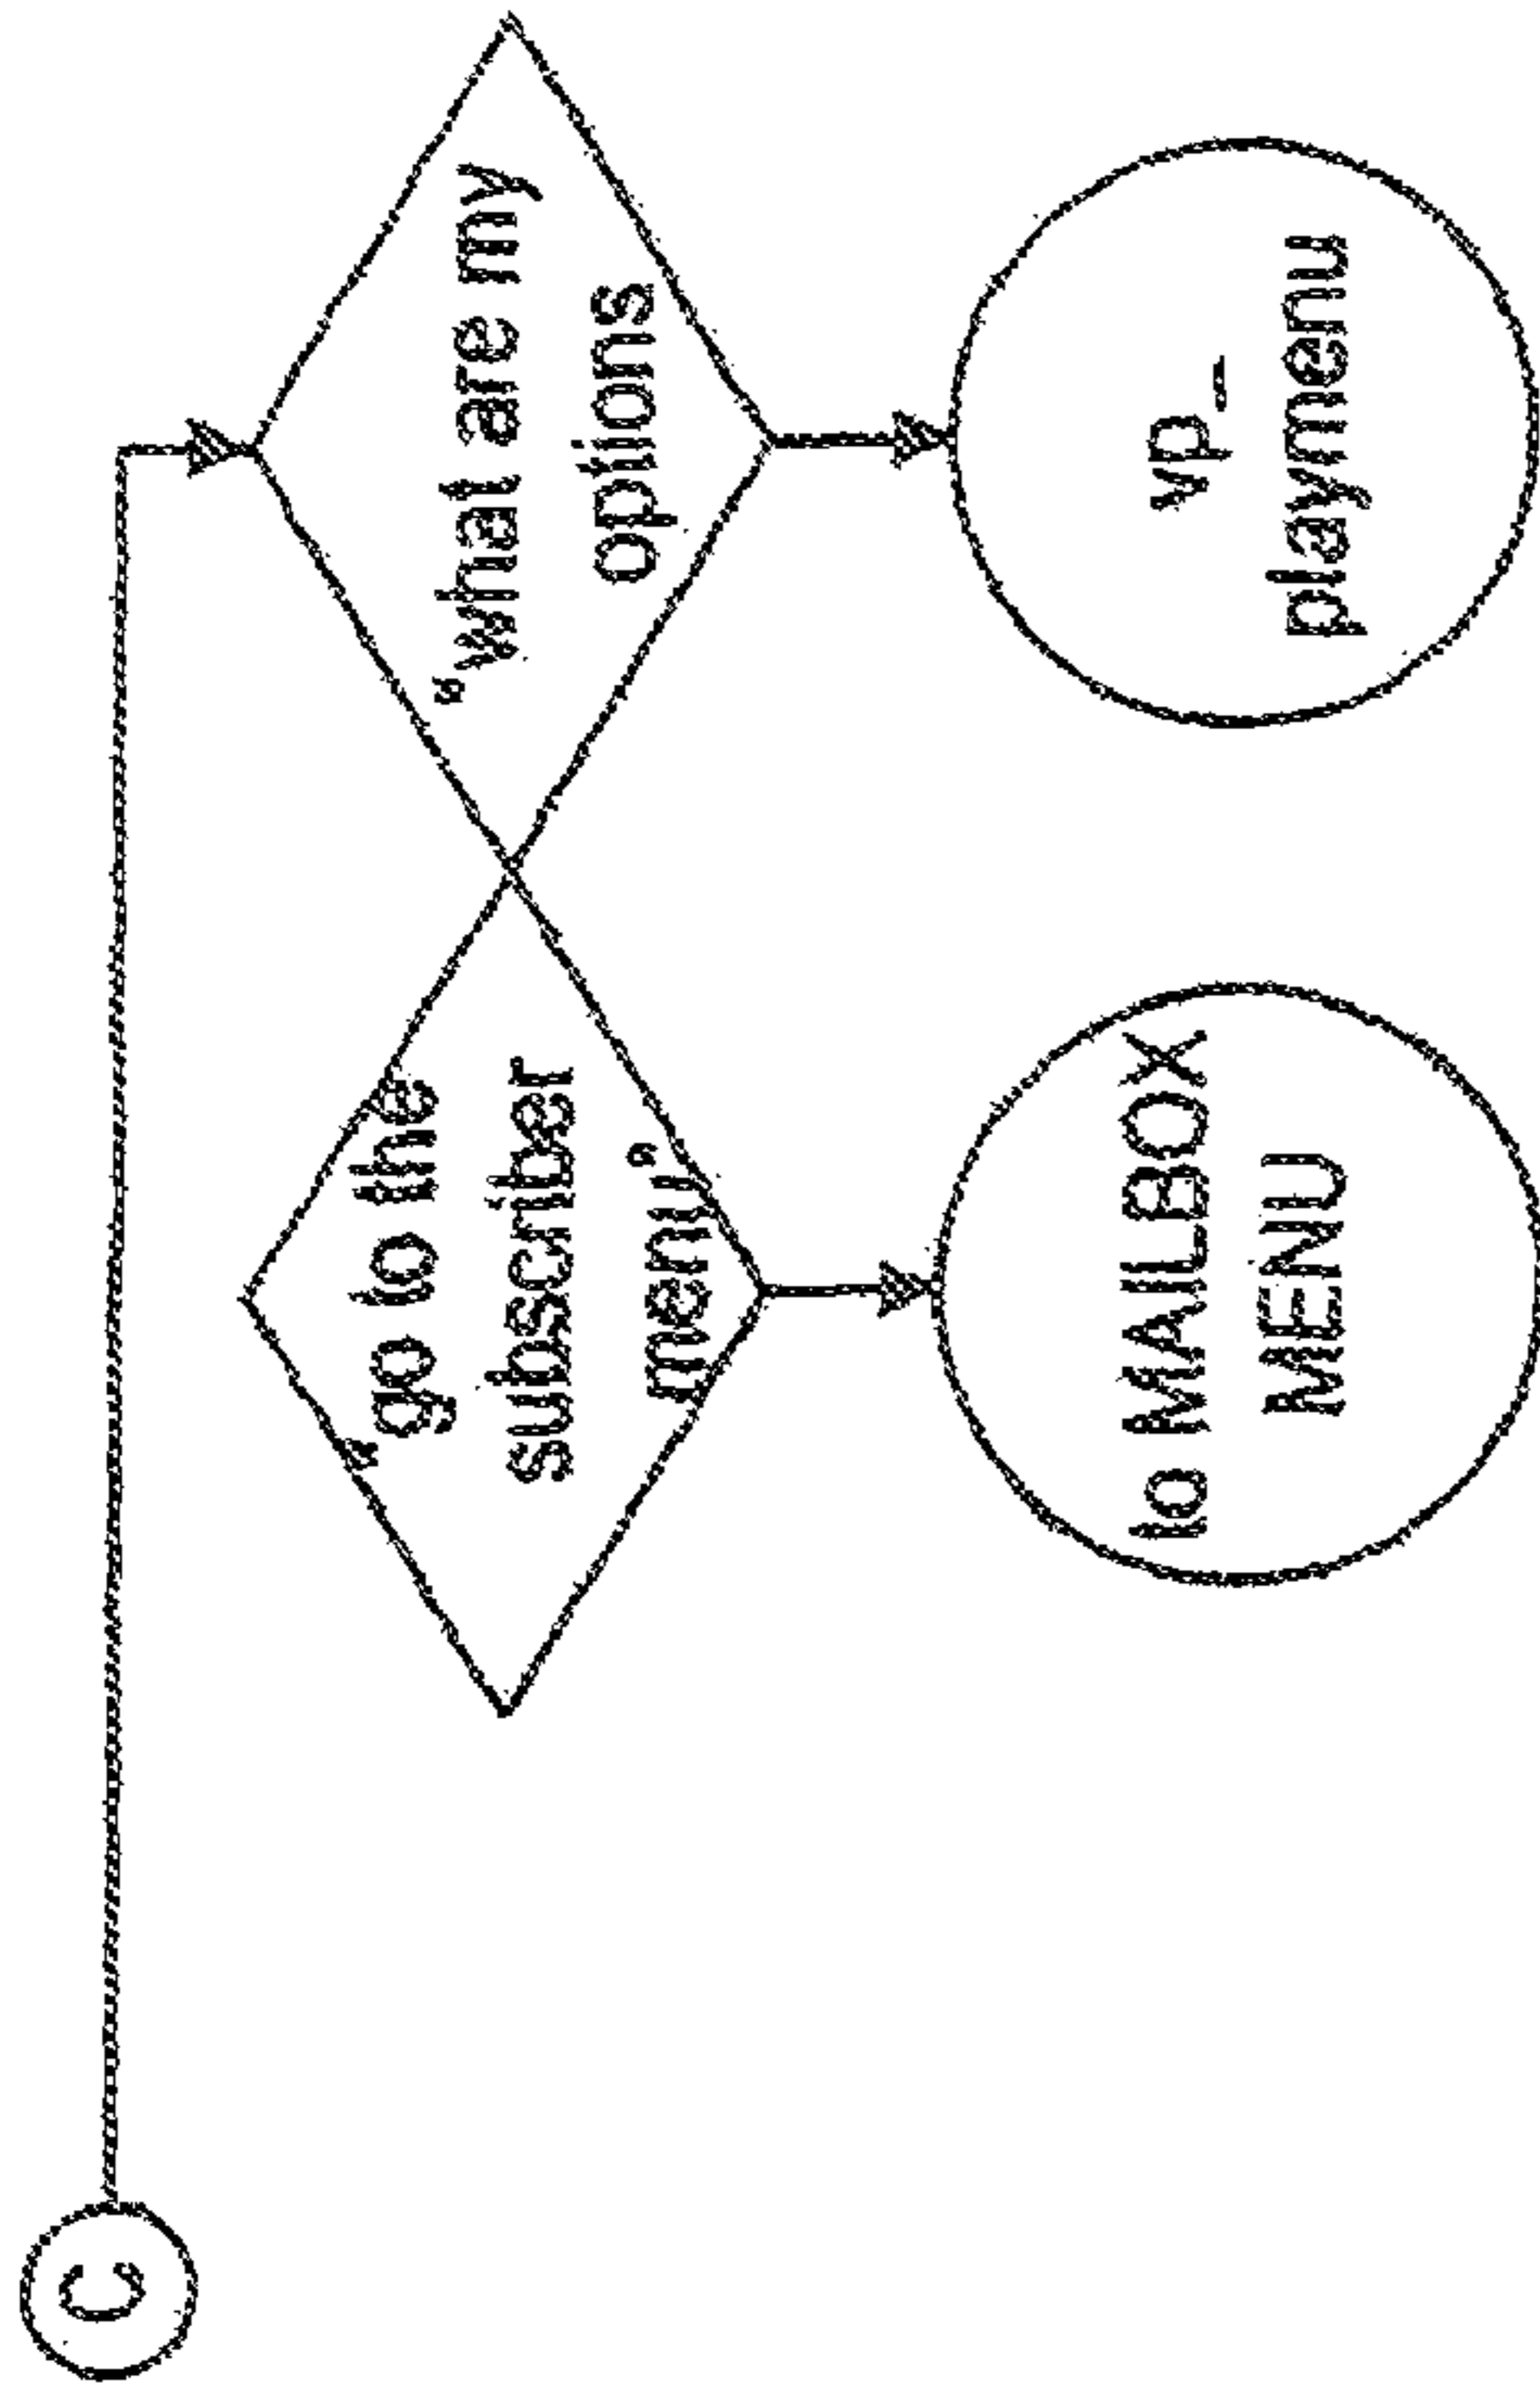 C
“go to the
subscriber
menu”
“what are my
options
to MAILBOX
MENU
vp_
playmenu